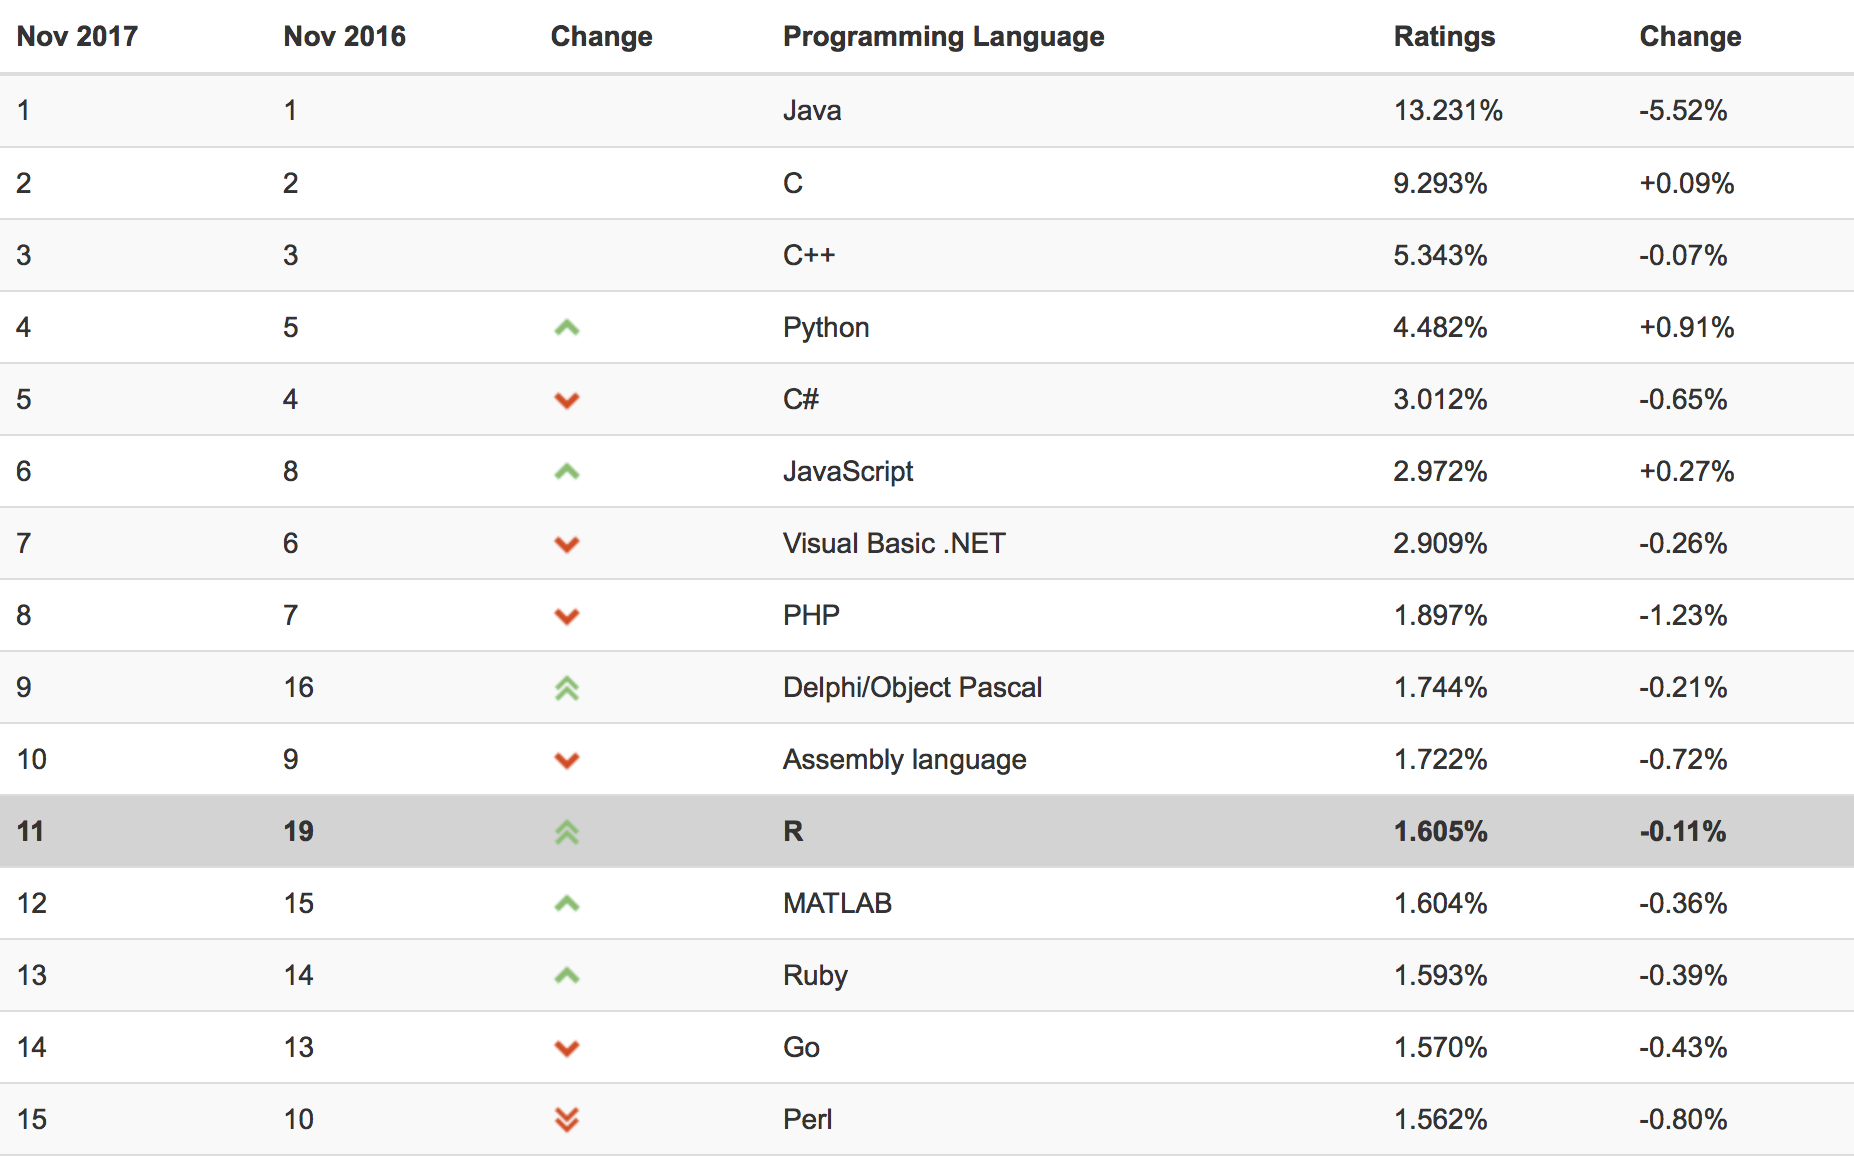 Nov 2017 Nov 2016 Change Programming Language Ratings Change
1 1 Java 13.231% -5.52%
2 2 C 9.293% +0.09%
3 3 C++ 5.343% -0.07%
4 5 Python 4.482% +0.91%
5 4 C# 3.012% -0.65%
6 8 JavaScript 2.972% +0.27%
7 6 Visual Basic .NET 2.909% -0.26%
8 7 PHP 1.897% -1.23%
9 16 Delphi/Object Pascal 1.744% -0.21%
10 9 Assembly language 1.722% -0.72%
11 19 R 1.605% -0.11%
12 15 MATLAB 1.604% -0.36%
13 14 Ruby 1.593% -0.39%
14 13 Go 1.570% -0.43%
15 10 Perl 1.562% -0.80%